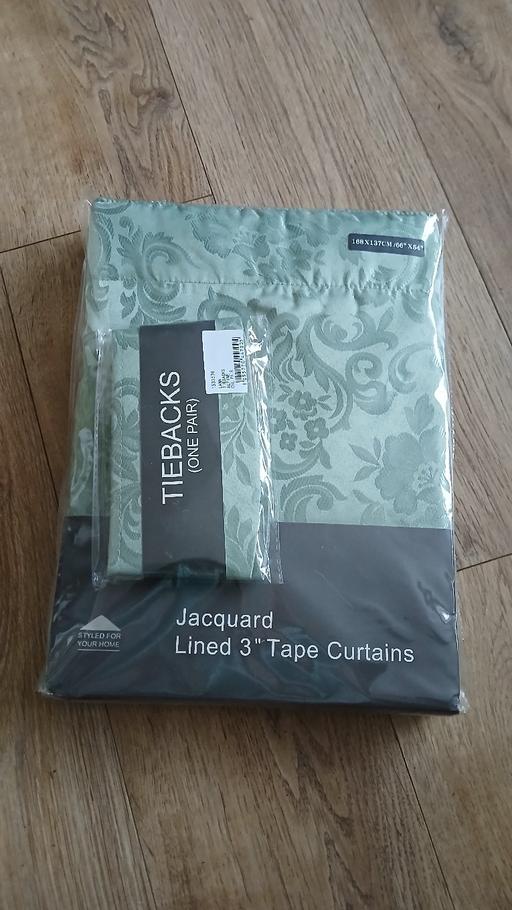 168X137CM/66"X54"
TIEBACKS
(ONE PAIR)
STYLED FOR
YOUR HOME
Jacquard
Lined 3" Tape Curtains